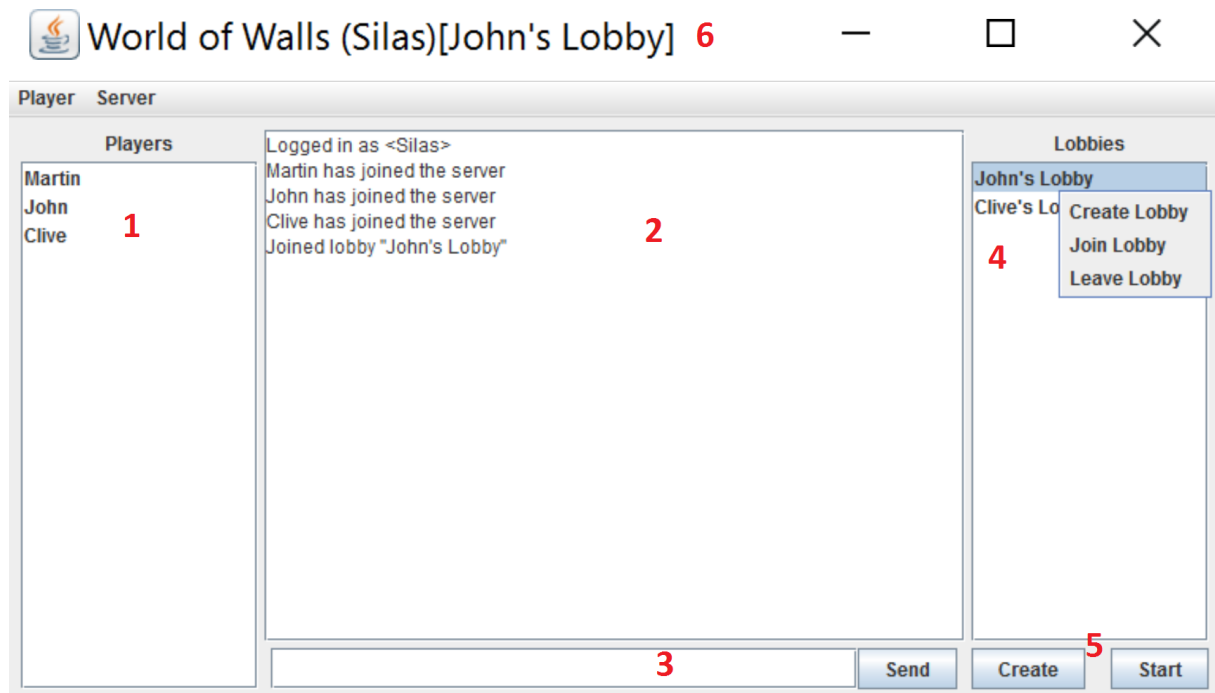 World of Walls (Silas)[John's Lobby] 6
Player Server
Players
Martin
John
Clive
1
Logged in as <Silas>
Martin has joined the server
John has joined the server
Clive has joined the server
Joined lobby "John's Lobby"
2
3
Send
Lobbies
John's Lobby
Clive's Lo
Create Lobby
Join Lobby
Leave Lobby
4
5
Create
Start